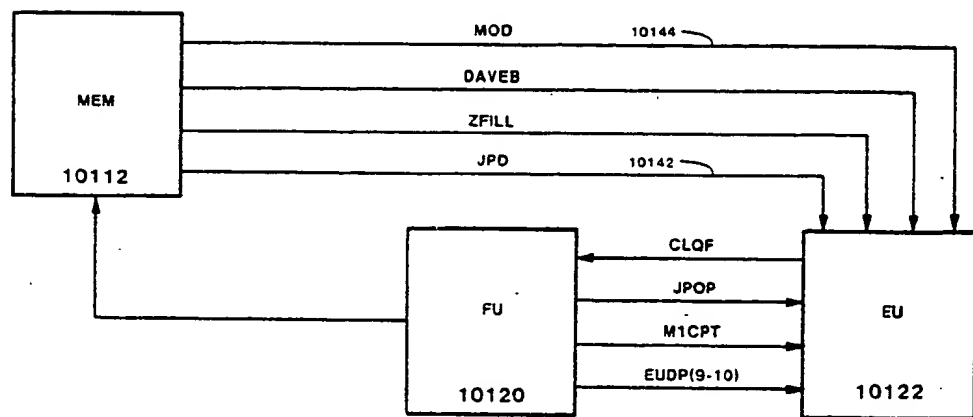 MOD
10144
DAVEB
MEM
ZFILL
JPD
10142
10112
CLQF
JPOP
FU
EU
M1CPT
EUDP(9-10)
10120
10122